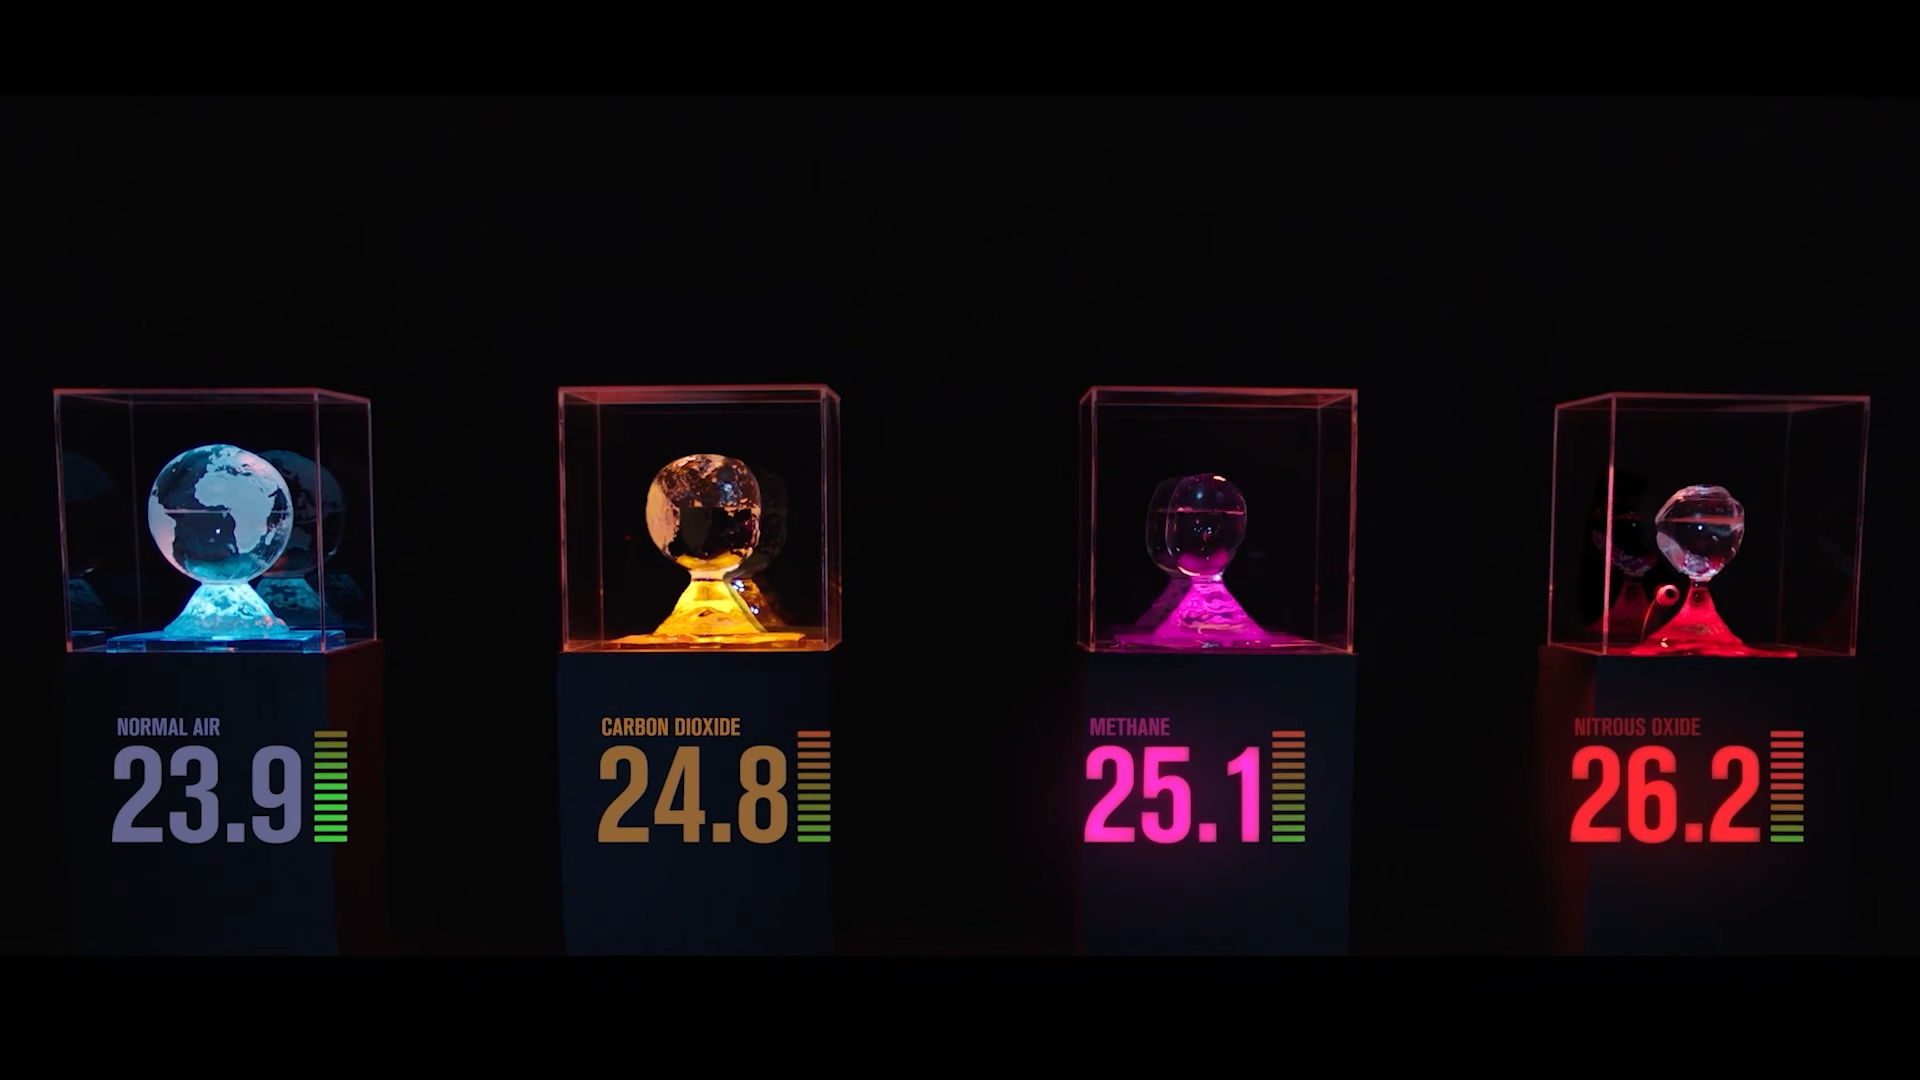 NORMAL AIR
23.9
CARBON DIOXIDE
24.8
METHANE
25.1
NITROUS OXIDE
26.2